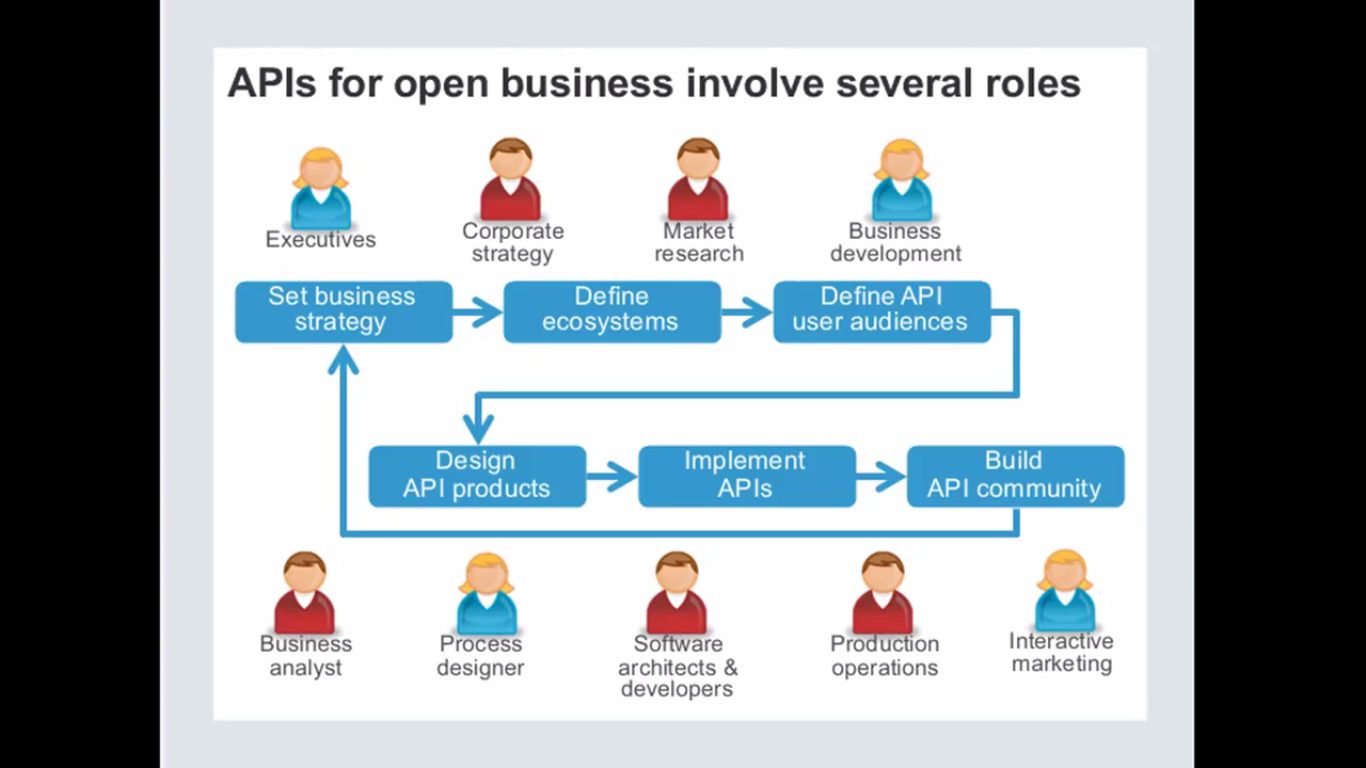 APIs for open business involve several roles
Executives
Corporate
strategy
Market
research
Business
development
Set business
strategy
Define
ecosystems
Define API
user audiences
Design
API products
Implement
APIs
Build
API community
Business
analyst
Process
designer
Software
architects &
developers
Production
operations
Interactive
marketing